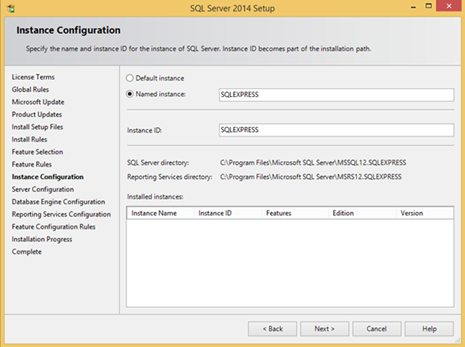 SQL Server 2014 Setup
Instance Configuration
Specify the name and instance ID for the instance of SQL Server. Instance ID becomes part of the installation path.
License Terms
Global Rules
Microsoft Update
Product Updates
Install Setup Files
Install Rules
Feature Selection
Feature Rules
Instance Configuration
Server Configuration
Database Engine Configuration
Reporting Services Configuration
Feature Configuration Rules
Installation Progress
Complete
Default instance
Named instance: SQLEXPRESS
Instance ID: SQLEXPRESS
SQL Server directory: C:\Program Files\Microsoft SQL Server\MSSQL12.SQLEXPRESS
Reporting Services directory: C:\Program Files\Microsoft SQL Server\MSRS12.SQLEXPRESS
Installed instances:
Instance Name Instance ID Features Edition Version
< Back Next > Cancel Help